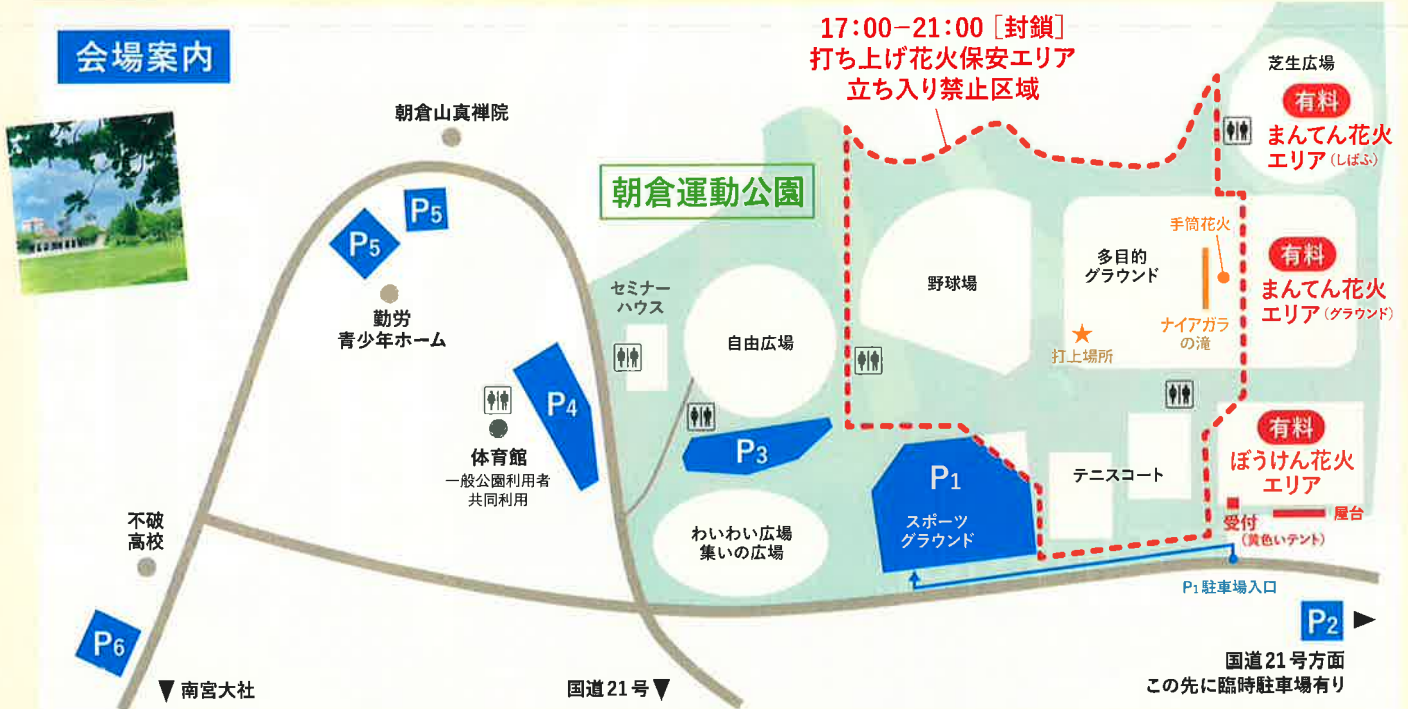 会場案内
17:00-21:00 [封鎖]
打ち上げ花火保安エリア
立ち入り禁止区域
芝生広場
有料
まんてん花火
エリア(しばふ)
朝倉山真禅院
朝倉運動公園
P5
P5
勤労
青少年ホーム
セミナー
ハウス
自由広場
野球場
多目的
グラウンド
手筒花火
ナイアガラ
の滝
打上場所
有料
まんてん花火
エリア(グラウンド)
P4
体育館
一般公園利用者
共同利用
P3
P1
スポーツ
グラウンド
テニスコート
有料
ぼうけん花火
エリア
受付
(黄色いテント)
屋台
わいわい広場
集いの広場
不破
高校
P1駐車場入口
P6
P2
国道21号方面
この先に臨時駐車場有り
南宮大社
国道21号